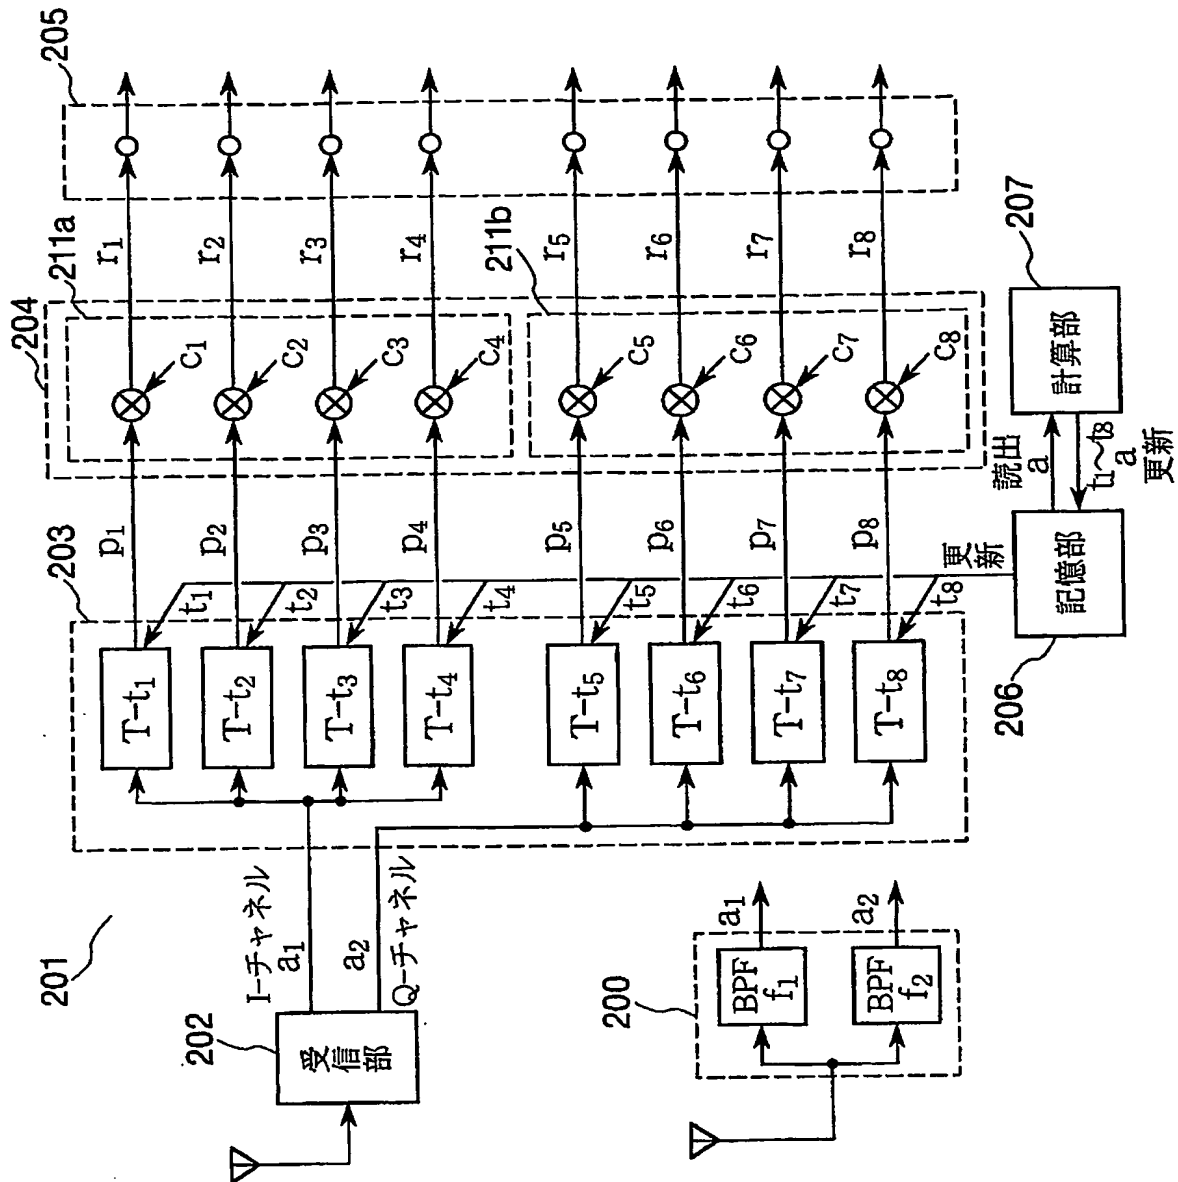 201
202
受信部
I-チャネル
a1
a2
Q-チャネル
203
T-t1
T-t2
T-t3
T-t4
T-t5
T-t6
T-t7
T-t8
t1
t2
t3
t4
t5
t6
t7
t8
p1
p2
p3
p4
p5
p6
p7
p8
204
211a
C1
C2
C3
C4
211b
C5
C6
C7
C8
r1
r2
r3
r4
r5
r6
r7
r8
205
200
BPF
f1
a1
BPF
f2
a2
更新
206
記憶部
読出
a
t1~t8
a
更新
207
計算部